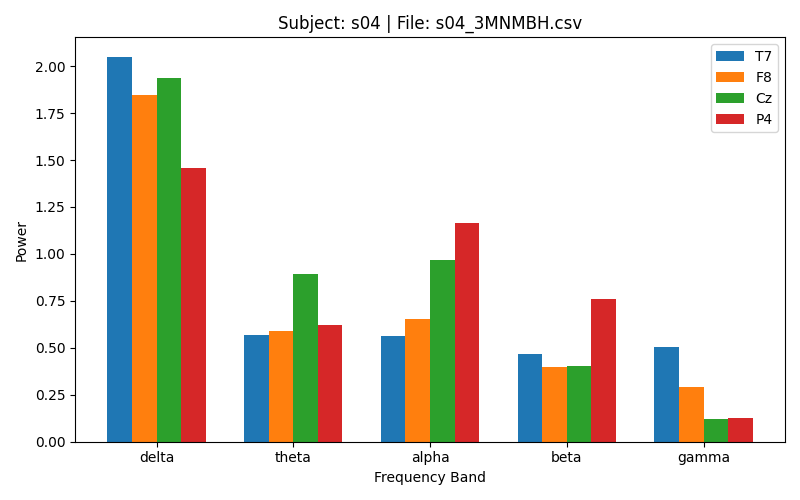 Subject: s04 | File: s04_3MNMBH.csv
T7
F8
Cz
P4
Power
2.00
1.75
1.50
1.25
1.00
0.75
0.50
0.25
0.00
delta theta alpha beta gamma
Frequency Band